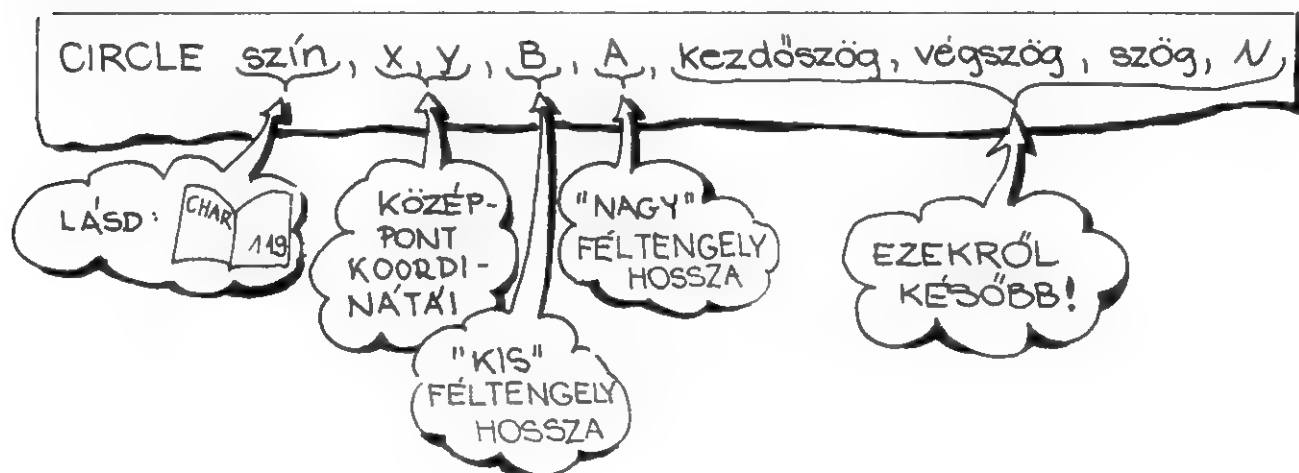 CIRCLE szín, x, y, B, A, kezdőszög, végszög, szög, N
LÁSD:
CHAR
119
KÖZÉP-
PONT
KOORDI-
NÁTÁI
"KIS"
FÉLTENGELY
HOSSZA
"NAGY"
FÉLTENGELY
HOSSZA
EZEKRŐL
KÉSŐBB!